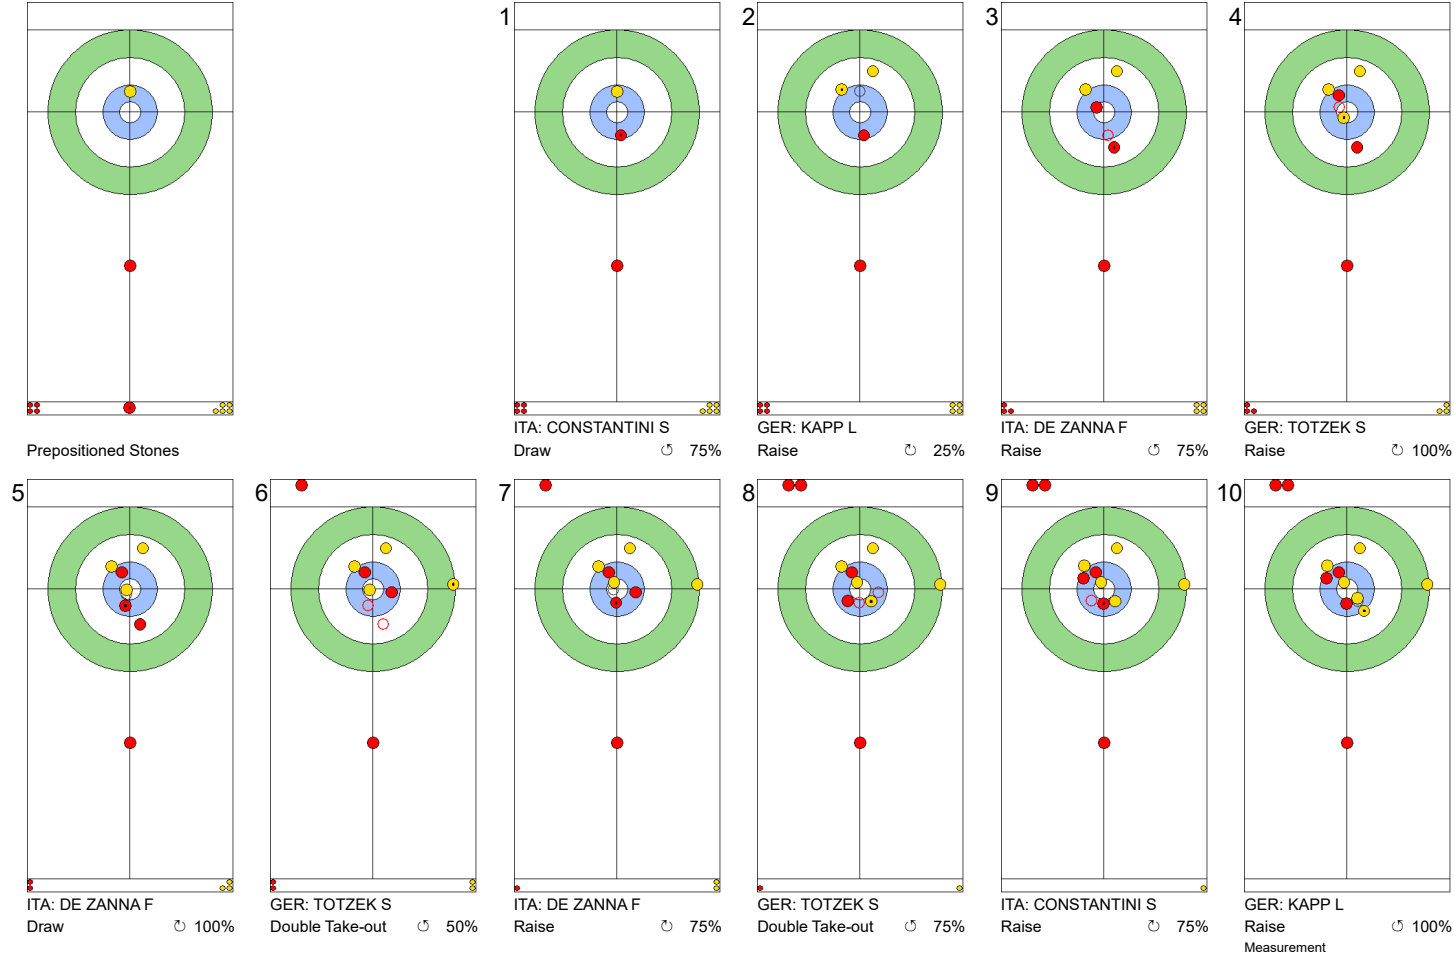 1
2
3
4
Prepositioned Stones
ITA: CONSTANTINI S
Draw 75%
GER: KAPP L
Raise 25%
ITA: DE ZANNA F
Raise 75%
GER: TOTZEK S
Raise 100%
5
6
7
8
9
10
ITA: DE ZANNA F
Draw 100%
GER: TOTZEK S
Double Take-out 50%
ITA: DE ZANNA F
Raise 75%
GER: TOTZEK S
Double Take-out 75%
ITA: CONSTANTINI S
Raise 75%
GER: KAPP L
Raise 100%
Measurement